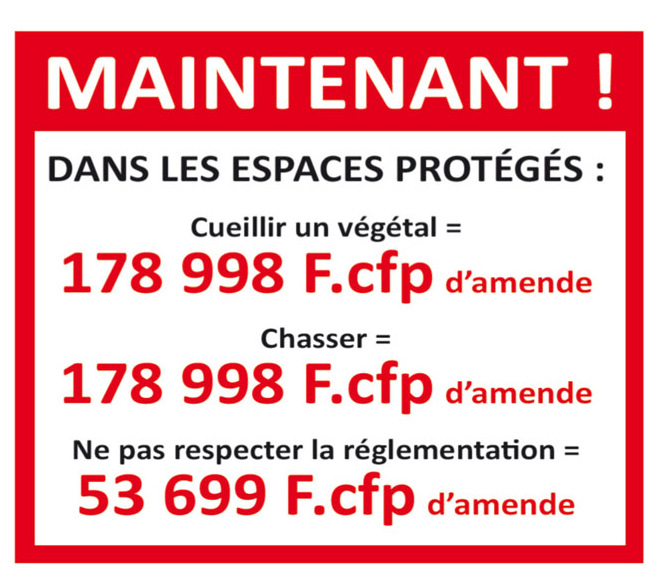 MAINTENANT !
DANS LES ESPACES PROTÉGÉS :
Cueillir un végétal =
178 998 F.cfp d’amende
Chasser =
178 998 F.cfp d’amende
Ne pas respecter la réglementation =
53 699 F.cfp d’amende